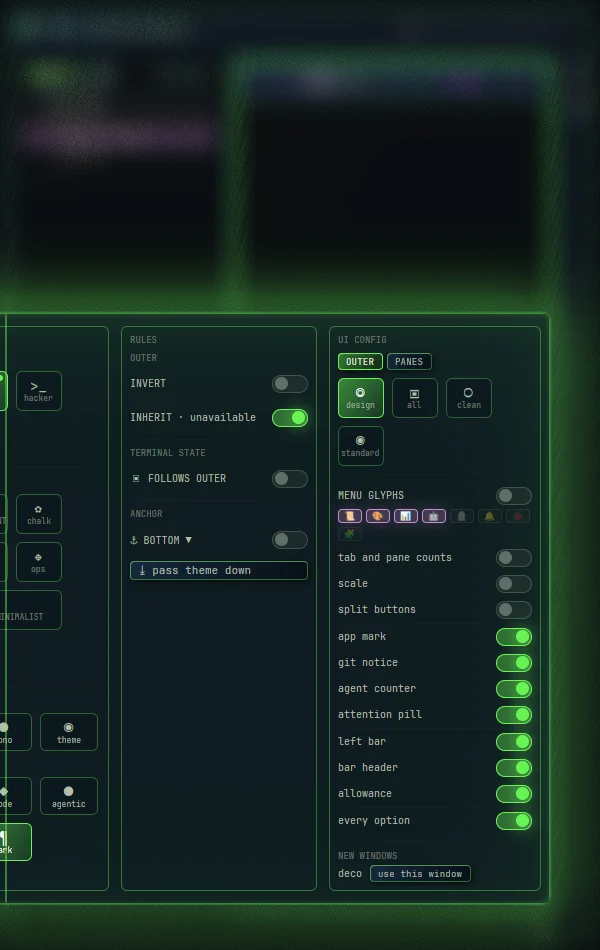 >_
hacker
chalk
ops
INIMALIST
theme
agentic
RULES
OUTER
INVERT
INHERIT · unavailable
TERMINAL STATE
FOLLOWS OUTER
ANCHOR
⚓ BOTTOM ▼
⤓ pass theme down
UI CONFIG
OUTER PANES
design all clean
standard
MENU GLYPHS
tab and pane counts
scale
split buttons
app mark
git notice
agent counter
attention pill
left bar
bar header
allowance
every option
NEW WINDOWS
deco use this window